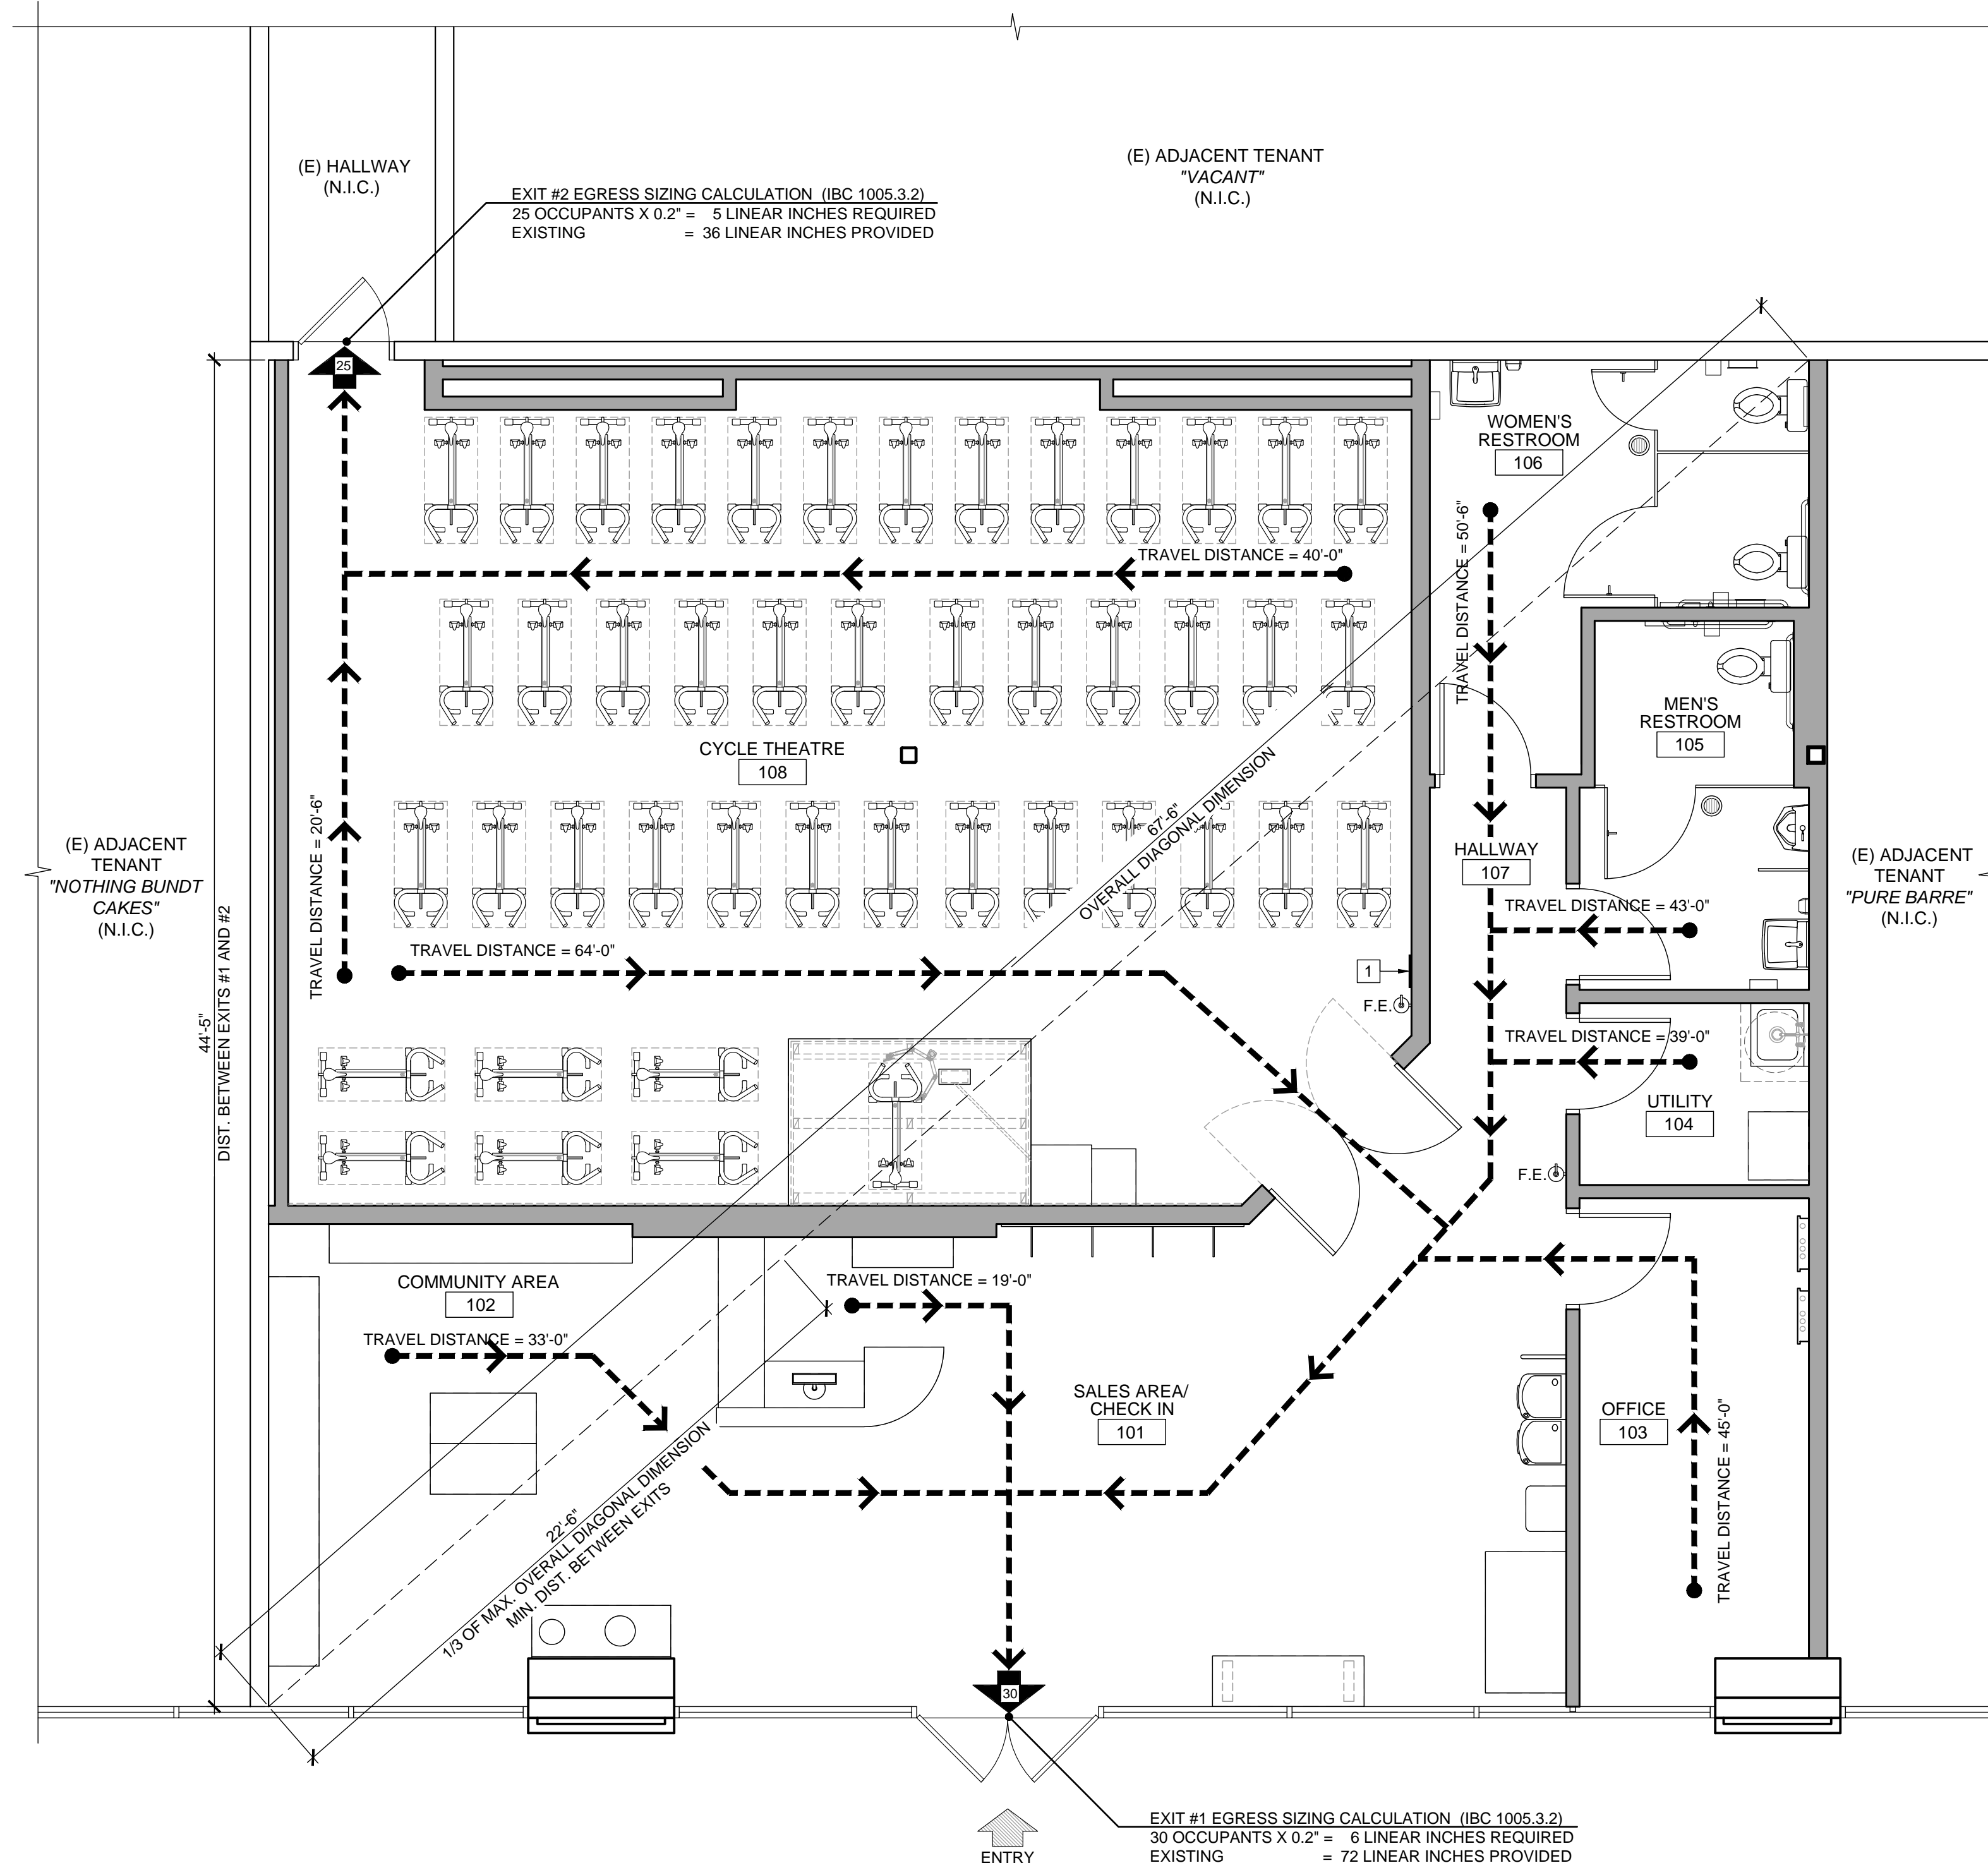 (E) HALLWAY
(N.I.C.)
(E) ADJACENT TENANT
"VACANT"
(N.I.C.)
EXIT #2 EGRESS SIZING CALCULATION (IBC 1005.3.2)
25 OCCUPANTS X 0.2" = 5 LINEAR INCHES REQUIRED
EXISTING = 36 LINEAR INCHES PROVIDED
25
WOMEN'S
RESTROOM
106
TRAVEL DISTANCE = 50'-6"
TRAVEL DISTANCE = 40'-0"
MEN'S
RESTROOM
105
CYCLE THEATRE
108
67'-6"
OVERALL DIAGONAL DIMENSION
TRAVEL DISTANCE = 20'-6"
(E) ADJACENT
TENANT
"NOTHING BUNDT
CAKES"
(N.I.C.)
HALLWAY
107
(E) ADJACENT
TENANT
"PURE BARRE"
(N.I.C.)
TRAVEL DISTANCE = 43'-0"
44'-5"
DIST. BETWEEN EXITS #1 AND #2
TRAVEL DISTANCE = 64'-0"
1
F.E.
TRAVEL DISTANCE = 39'-0"
UTILITY
104
F.E.
COMMUNITY AREA
102
TRAVEL DISTANCE = 19'-0"
TRAVEL DISTANCE = 33'-0"
SALES AREA/
CHECK IN
101
OFFICE
103
TRAVEL DISTANCE = 45'-0"
22'-6"
1/3 OF MAX. OVERALL DIAGONAL DIMENSION
MIN. DIST. BETWEEN EXITS
30
EXIT #1 EGRESS SIZING CALCULATION (IBC 1005.3.2)
30 OCCUPANTS X 0.2" = 6 LINEAR INCHES REQUIRED
EXISTING = 72 LINEAR INCHES PROVIDED
ENTRY